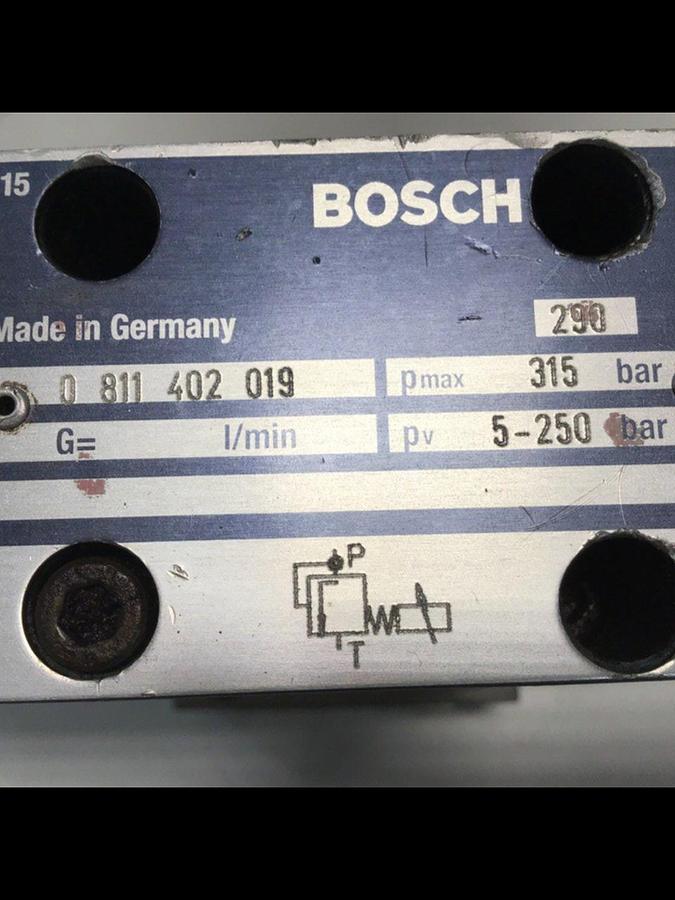 15
BOSCH
Made in Germany
290
0 811 402 019
pmax 315 bar
G= l/min
pv 5-250 bar
P
T